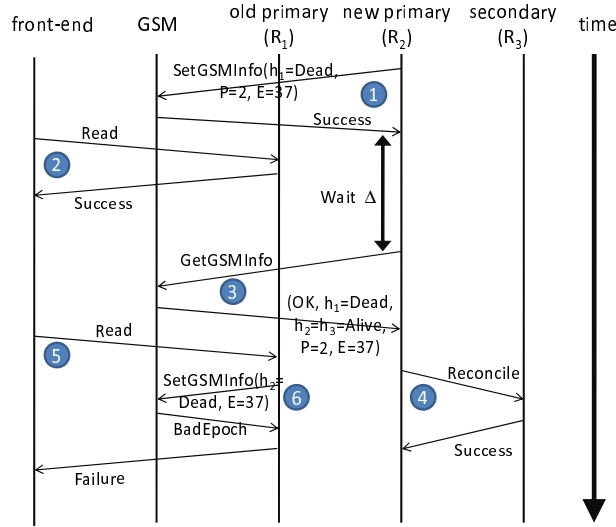 front-end GSM old primary (R1) new primary (R2) secondary (R3) time
SetGSMInfo(h1=Dead,
P=2, E=37)
1
Success
Read
2
Success
Wait Δ
GetGSMInfo
3
(OK, h1=Dead,
h2=h3=Alive,
P=2, E=37)
Read
5
Reconcile
SetGSMInfo(h2=
Dead, E=37)
6
4
BadEpoch
Success
Failure